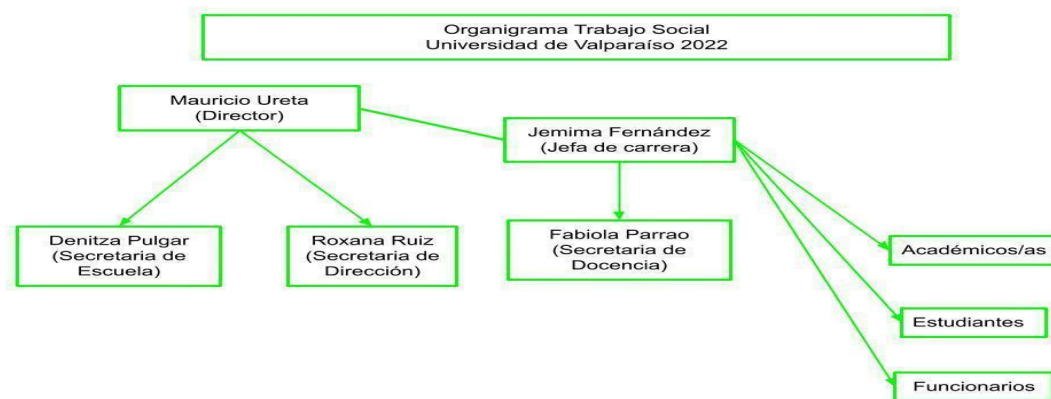 Organigrama Trabajo Social
Universidad de Valparaíso 2022
Mauricio Ureta
(Director)
Jemima Fernández
(Jefa de carrera)
Denitza Pulgar
(Secretaria de
Escuela)
Roxana Ruiz
(Secretaria de
Dirección)
Fabiola Parrao
(Secretaria de
Docencia)
Académicos/as
Estudiantes
Funcionarios